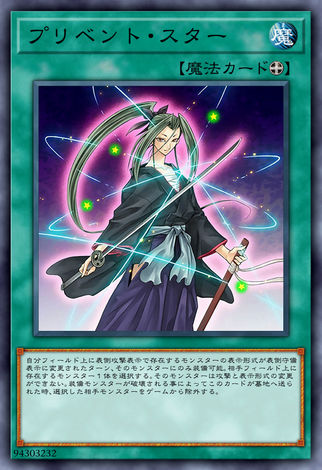 プリベント・スター
魔
【魔法カード】
自分フィールド上に表側攻撃表示で存在するモンスターの表示形式が表側守備
表示に変更されたターン、そのモンスターにのみ装備可能。相手フィールド上に
存在するモンスター1体を選択する。そのモンスターは攻撃と表示形式の変更
ができない。装備モンスターが破壊される事によってこのカードが墓地へ送ら
れた時、選択した相手モンスターをゲームから除外する。
94303232